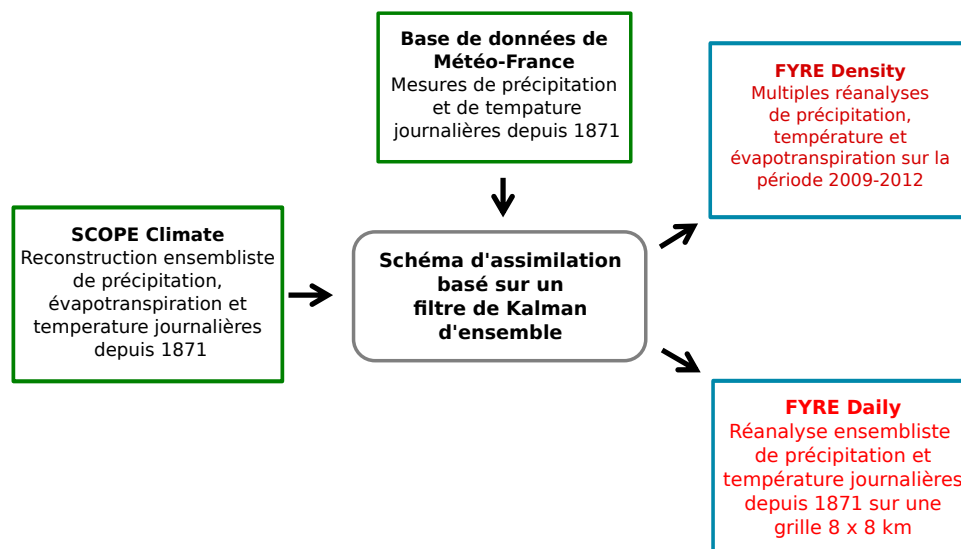 Base de données de
Météo-France
Mesures de précipitation
et de tempature
journalières depuis 1871
FYRE Density
Multiples réanalyses
de précipitation,
température et
évapotranspiration sur la
période 2009-2012
SCOPE Climate
Reconstruction ensembliste
de précipitation,
évapotranspiration et
temperature journalières
depuis 1871
Schéma d'assimilation
basé sur un
filtre de Kalman
d'ensemble
FYRE Daily
Réanalyse ensembliste
de précipitation et
température journalières
depuis 1871 sur une
grille 8 x 8 km